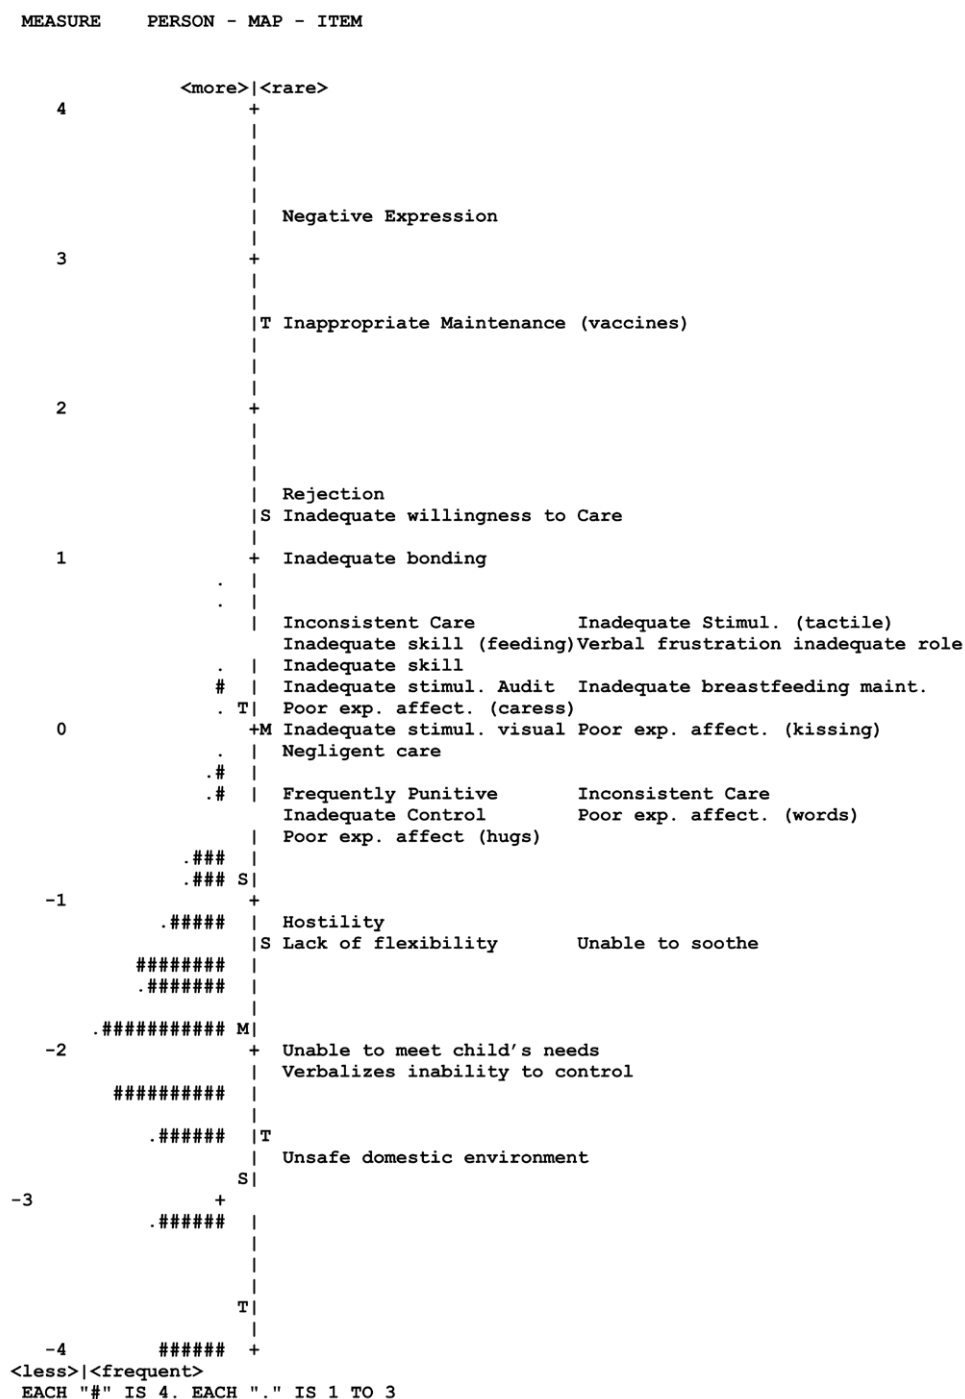 MEASURE PERSON - MAP - ITEM
<more>|<rare>
4 +
|
|
|
|
| Negative Expression
|
3 +
|
|
|T Inappropriate Maintenance (vaccines)
|
|
|
2 +
|
|
|
| Rejection
|S Inadequate willingness to Care
|
1 + Inadequate bonding
. |
. |
| Inconsistent Care Inadequate Stimul. (tactile)
Inadequate skill (feeding)Verbal frustration inadequate role
. | Inadequate skill
# | Inadequate stimul. Audit Inadequate breastfeeding maint.
. T| Poor exp. affect. (caress)
0 +M Inadequate stimul. visual Poor exp. affect. (kissing)
. | Negligent care
.# |
.# | Frequently Punitive Inconsistent Care
Inadequate Control Poor exp. affect. (words)
| Poor exp. affect (hugs)
.### |
.### S|
-1 +
.##### | Hostility
|S Lack of flexibility Unable to soothe
######## |
.####### |
|
.########### M|
-2 + Unable to meet child's needs
| Verbalizes inability to control
########## |
|
.###### |T
| Unsafe domestic environment
S|
-3 +
.###### |
|
|
|
T|
|
-4 ###### +
<less>|<frequent>
EACH "#" IS 4. EACH "." IS 1 TO 3